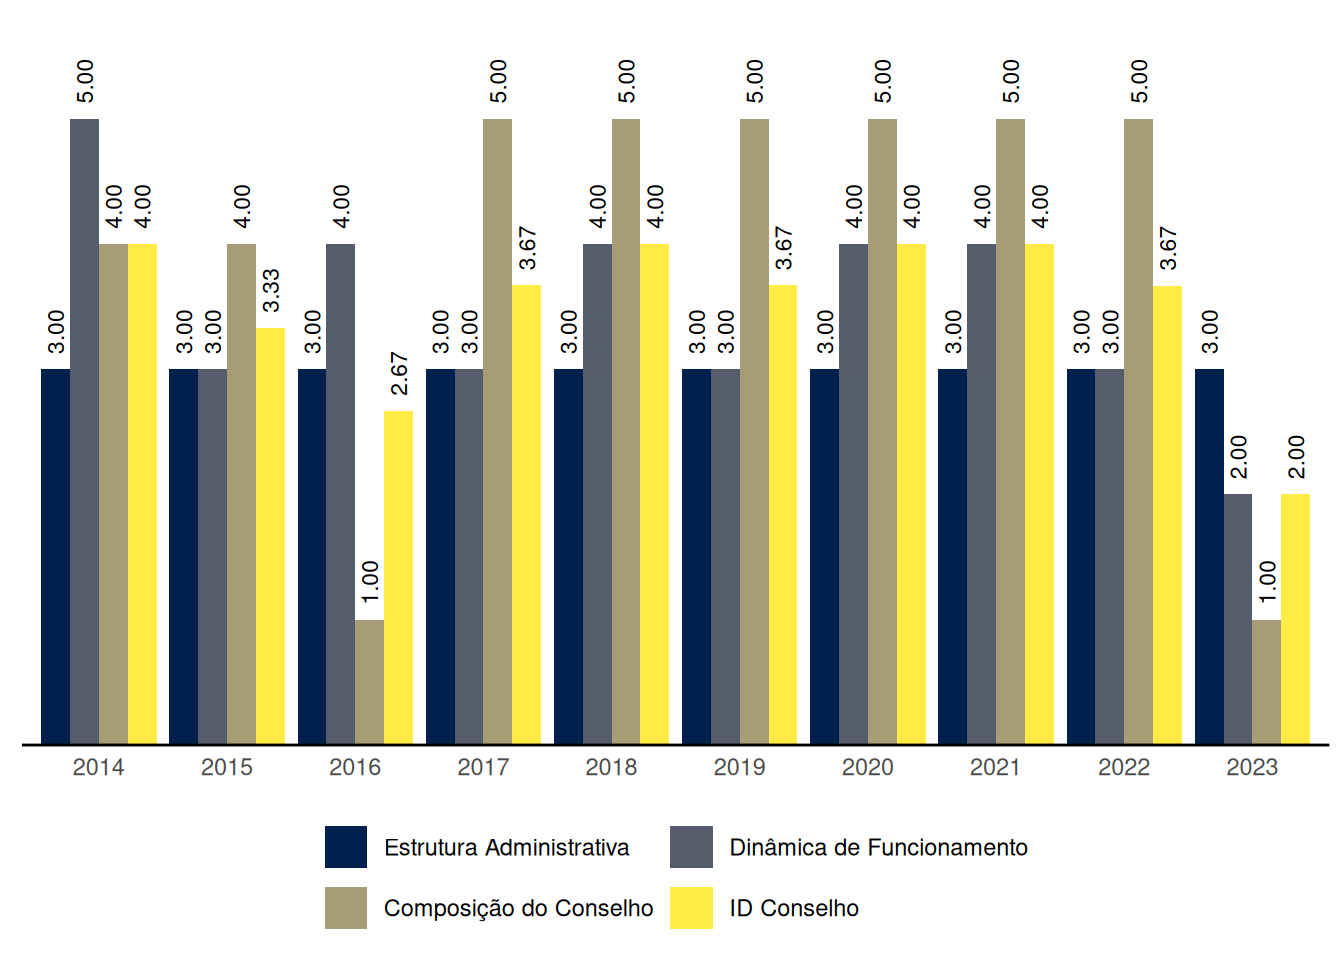 5.00 5.00 5.00 5.00 5.00 5.00 5.00
4.00 4.00 4.00 4.00 4.00 4.00 4.00 4.00 4.00 4.00
3.67 3.67 3.67
3.33
3.00 3.00 3.00 3.00 3.00 3.00 3.00 3.00 3.00 3.00 3.00 3.00 3.00 3.00
2.67
2.00 2.00
1.00 1.00
2014 2015 2016 2017 2018 2019 2020 2021 2022 2023
Estrutura Administrativa Dinâmica de Funcionamento
Composição do Conselho ID Conselho